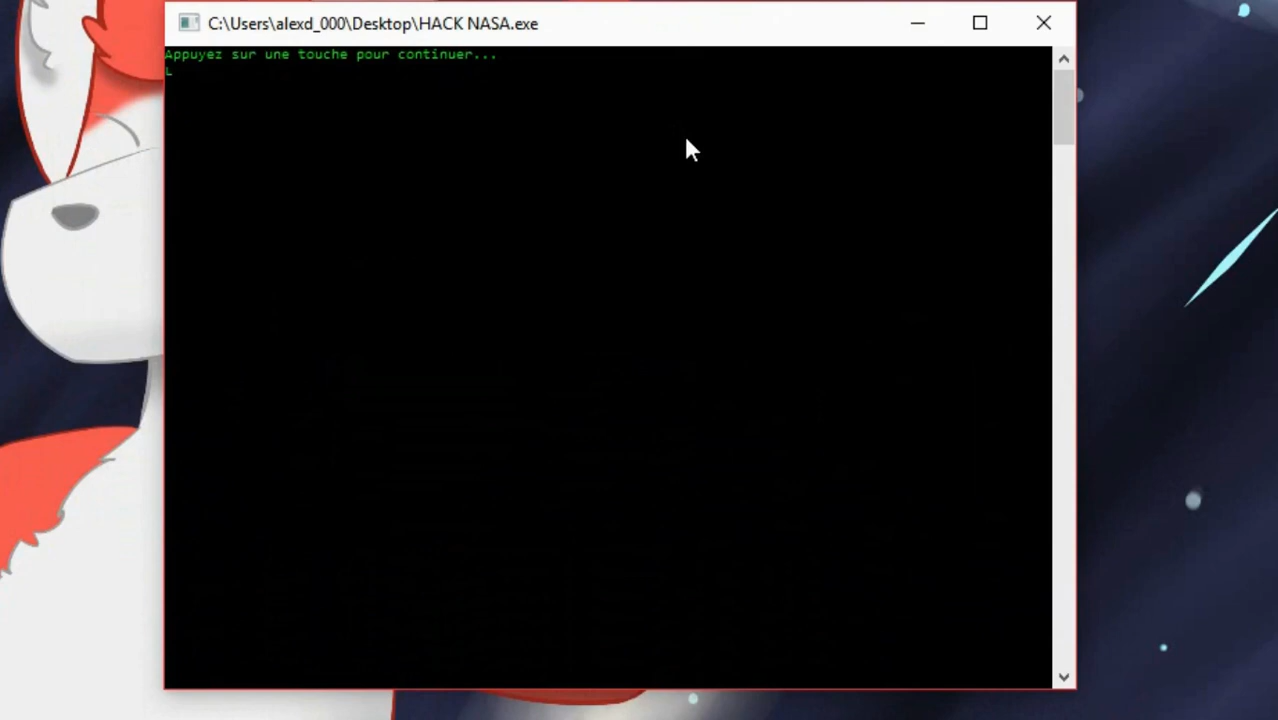 C:\Users\alexd_000\Desktop\HACK NASA.exe
Appuyez sur une touche pour continuer...
L